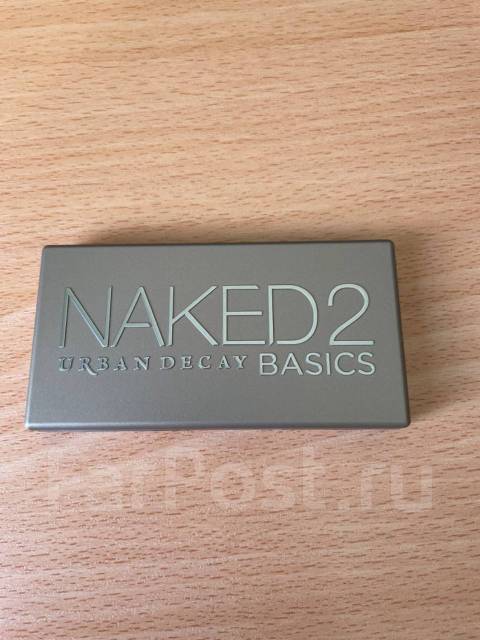 NAKED2
URBAN DECAY BASICS
FarPost.ru